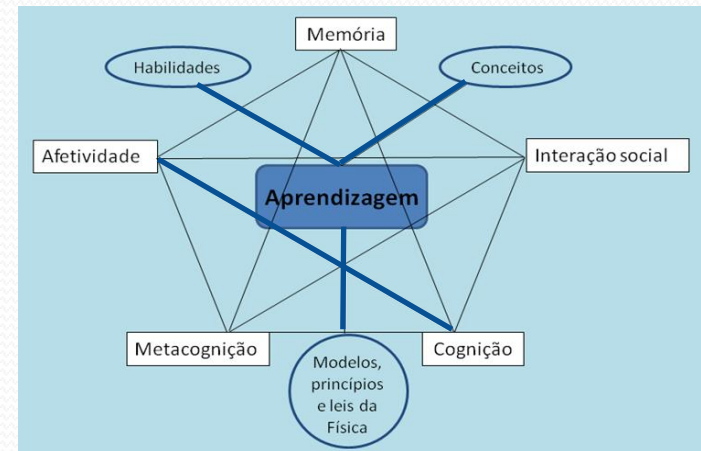 Memória
Habilidades
Conceitos
Afetividade
Interação social
Aprendizagem
Metacognição
Cognição
Modelos,
princípios
e leis da
Física